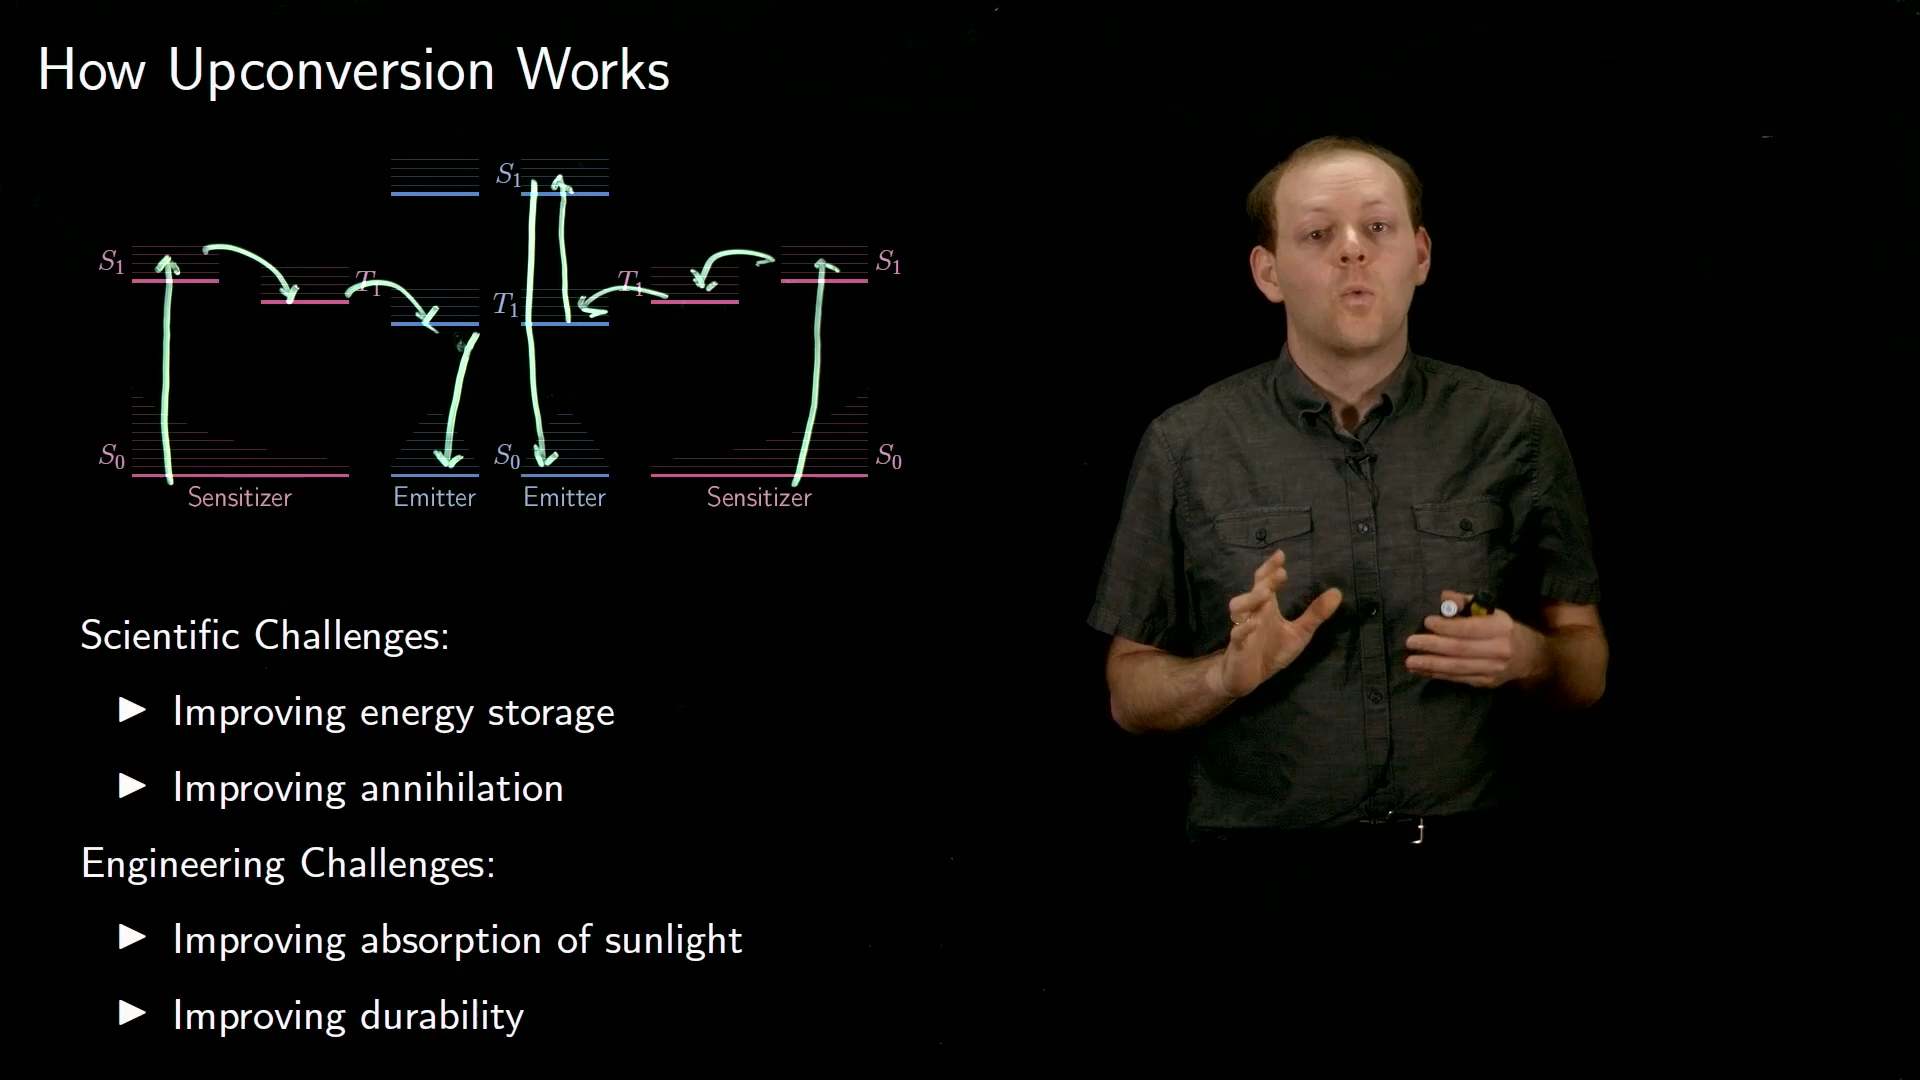 How Upconversion Works
S1
S1 T1 T1 T1 S1
S0 S0 S0
Sensitizer Emitter Emitter Sensitizer
Scientific Challenges:
▶ Improving energy storage
▶ Improving annihilation
Engineering Challenges:
▶ Improving absorption of sunlight
▶ Improving durability